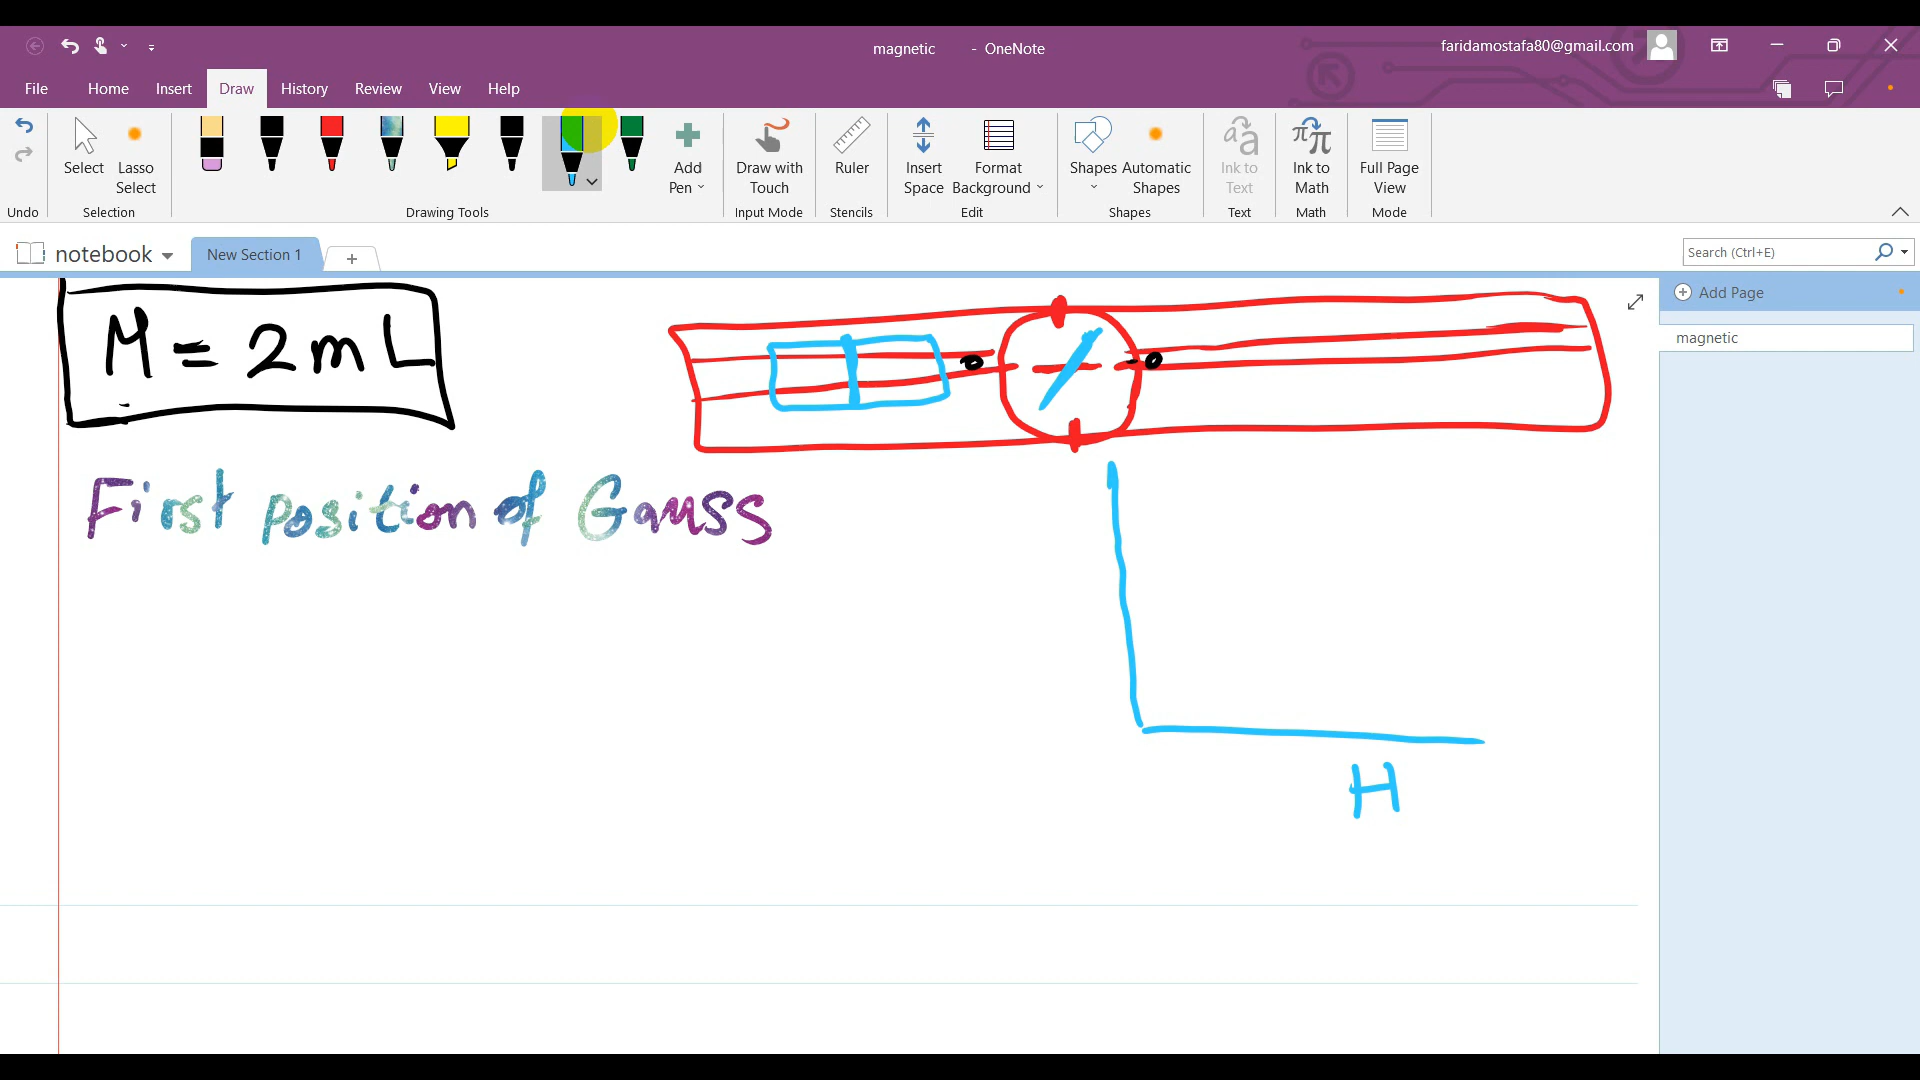 magnetic - OneNote
faridamostafa80@gmail.com
File Home Insert Draw History Review View Help
Select
Lasso Select
Add Pen
Draw with Touch
Ruler
Insert Space
Format Background
Shapes
Automatic Shapes
Ink to Text
Ink to Math
Full Page View
Undo Selection Drawing Tools Input Mode Stencils Edit Shapes Text Math Mode
notebook New Section 1 +
Search (Ctrl+E)
Add Page
magnetic
M = 2mL
First position of Gauss
H